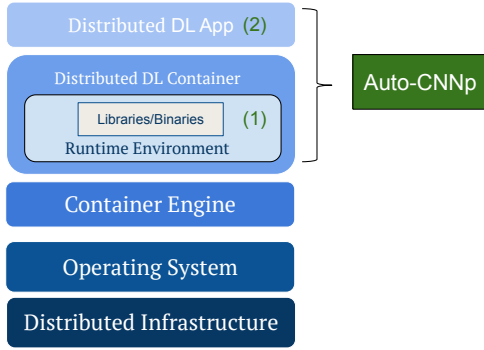 Distributed DL App (2)
Distributed DL Container
Libraries/Binaries (1)
Runtime Environment
Auto-CNNp
Container Engine
Operating System
Distributed Infrastructure